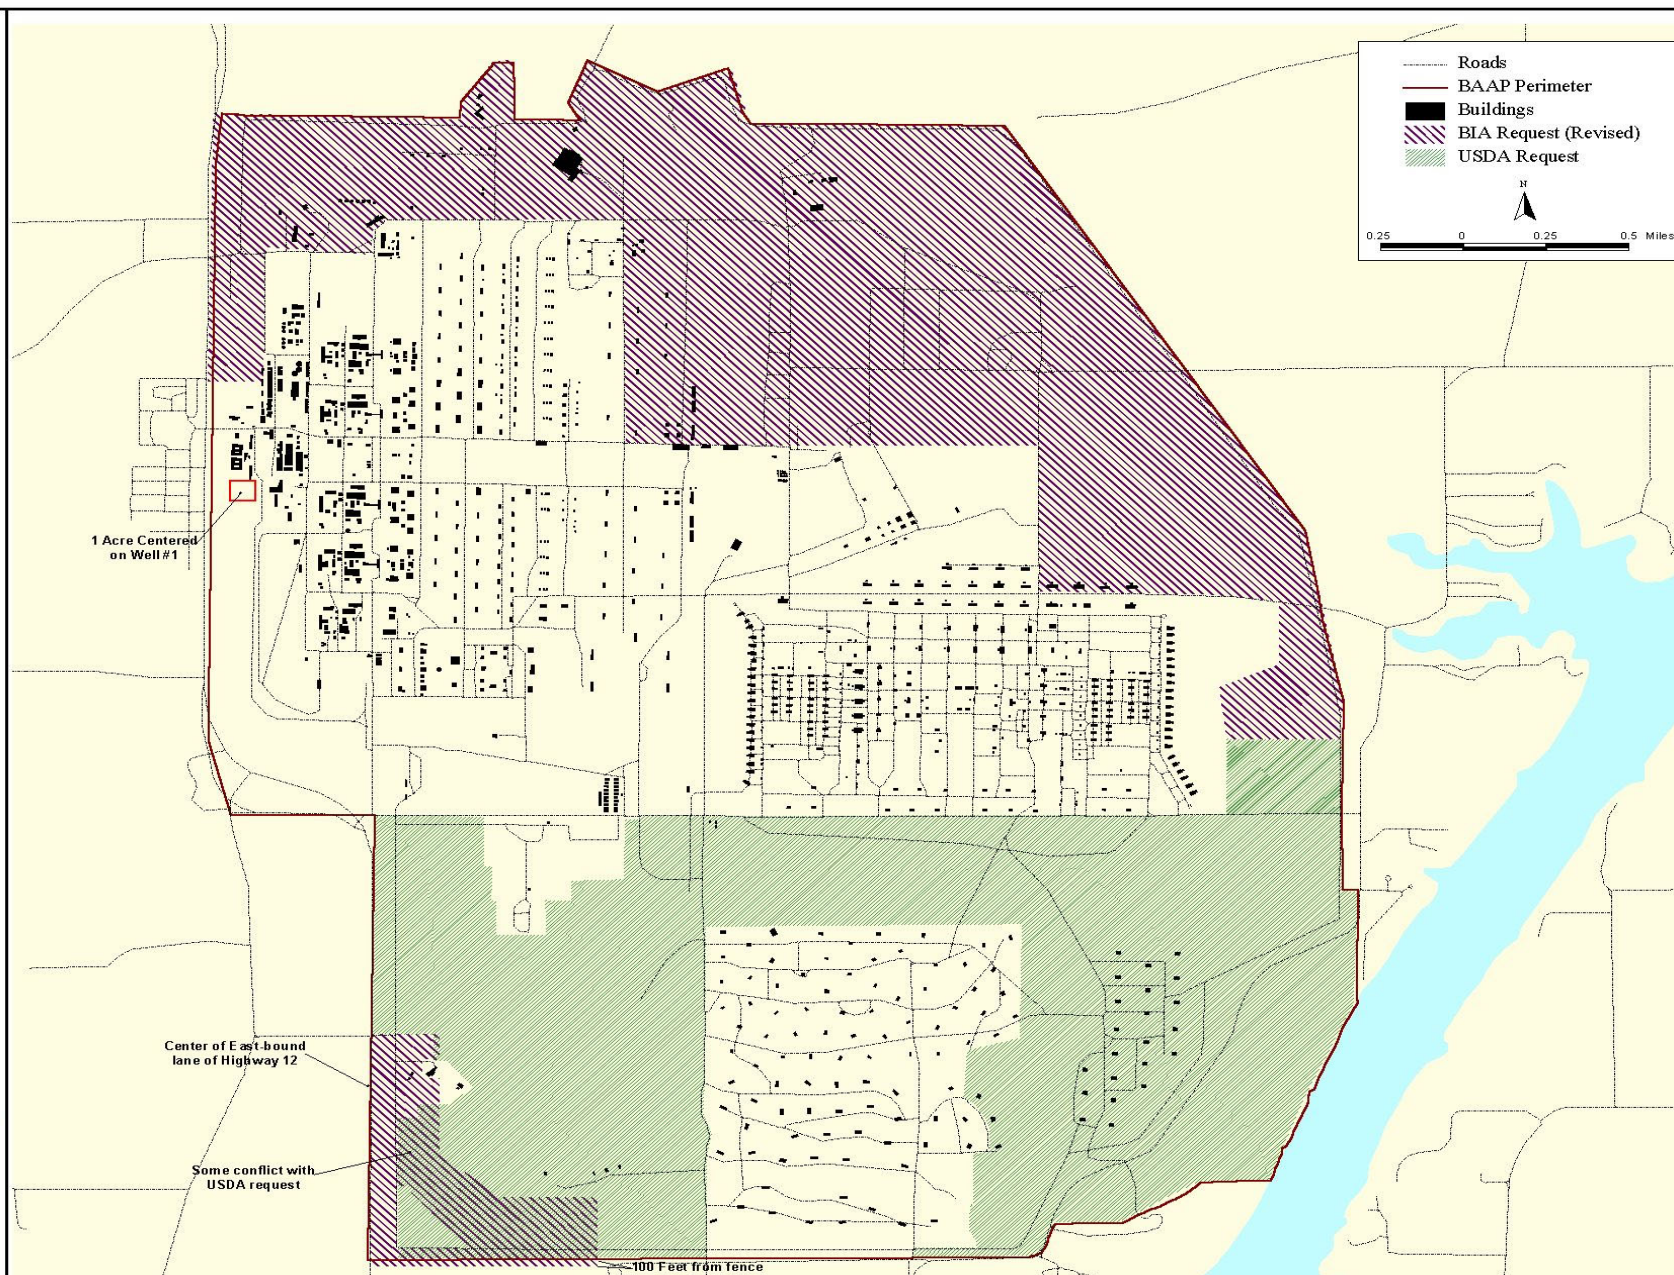 Roads
BAAP Perimeter
Buildings
BIA Request (Revised)
USDA Request
N
0.25 0 0.25 0.5 Miles
1 Acre Centered
on Well #1
Center of East-bound
lane of Highway 12
Some conflict with
USDA request
100 Feet from fence